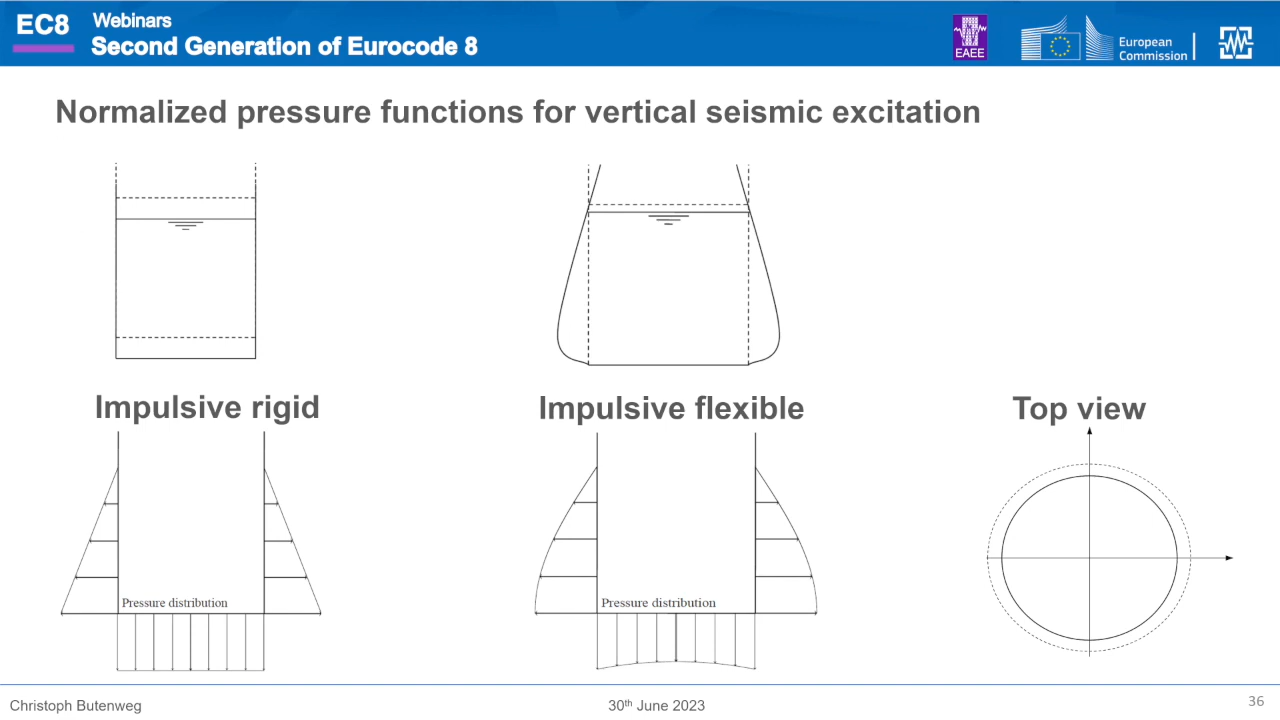 EC8
Webinars
Second Generation of Eurocode 8
EAEE
European
Commission
Normalized pressure functions for vertical seismic excitation
Impulsive rigid
Impulsive flexible
Top view
Pressure distribution
Pressure distribution
Christoph Butenweg
30th June 2023
36